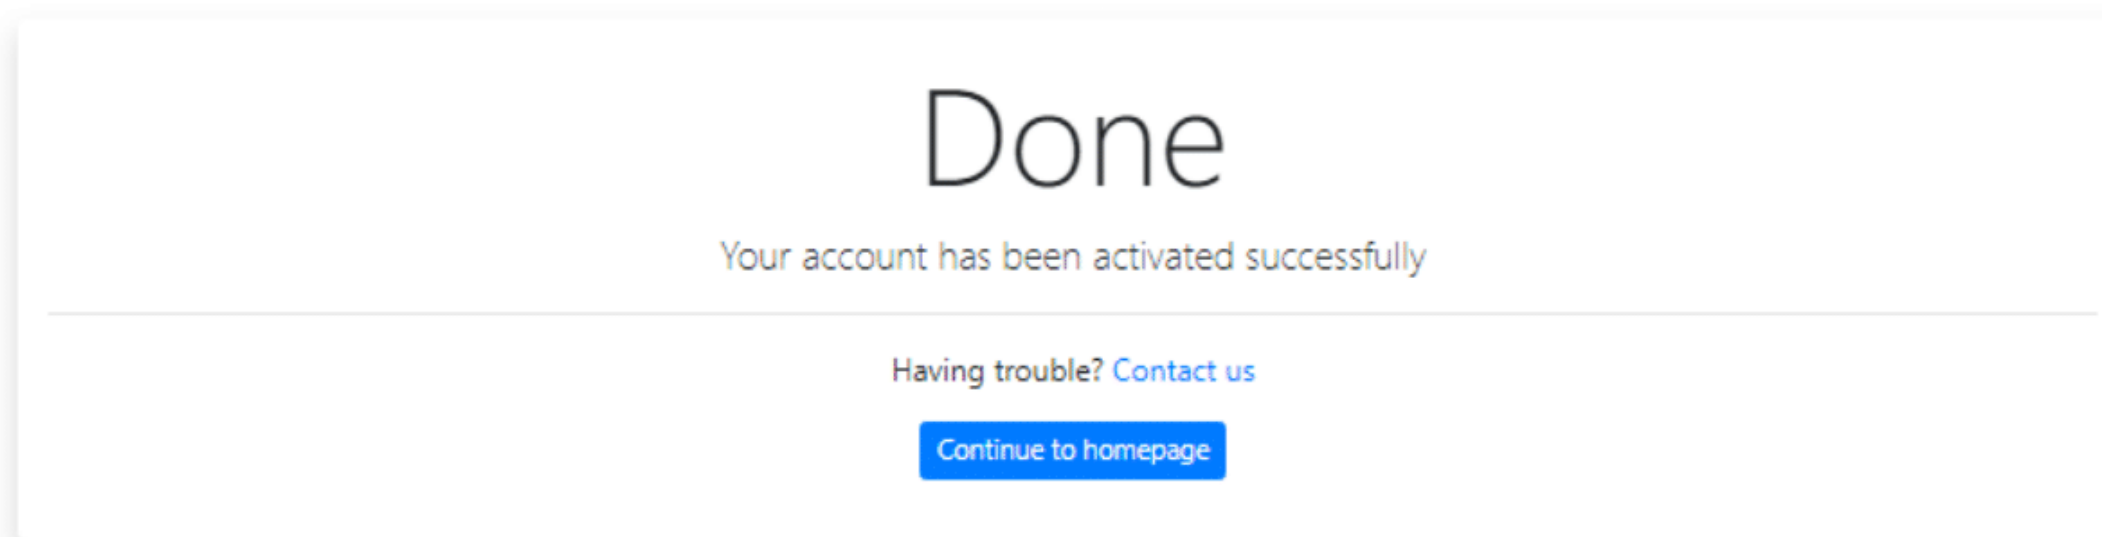 Done
Your account has been activated successfully
Having trouble? Contact us
Continue to homepage